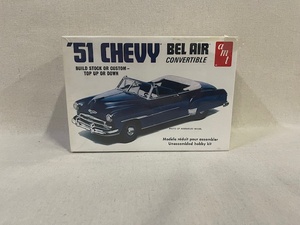 '51 CHEVY BEL AIR
CONVERTIBLE
amt
BUILD STOCK OR CUSTOM-
TOP UP OR DOWN
Modele réduit pour assembler
Unassembled hobby kit